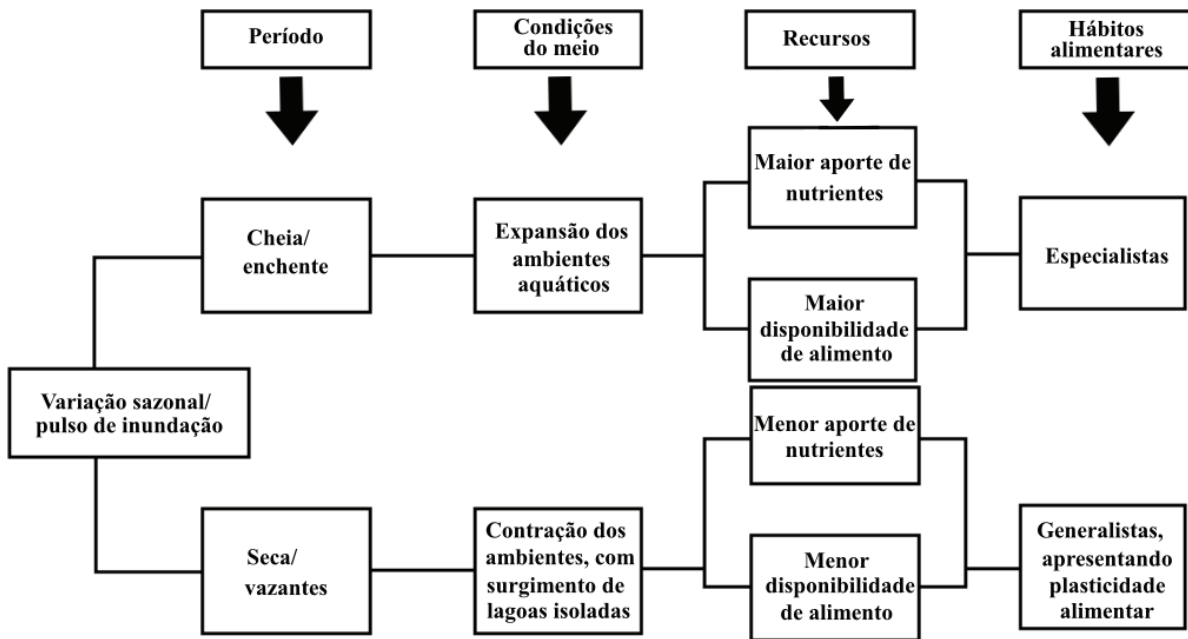 Período
Condições
do meio
Recursos
Hábitos
alimentares
Cheia/
enchente
Expansão dos
ambientes
aquáticos
Maior aporte de
nutrientes
Maior
disponibilidade
de alimento
Especialistas
Variação sazonal/
pulso de inundação
Seca/
vazantes
Contração dos
ambientes, com
surgimento de
lagoas isoladas
Menor aporte de
nutrientes
Menor
disponibilidade
de alimento
Generalistas,
apresentando
plasticidade
alimentar